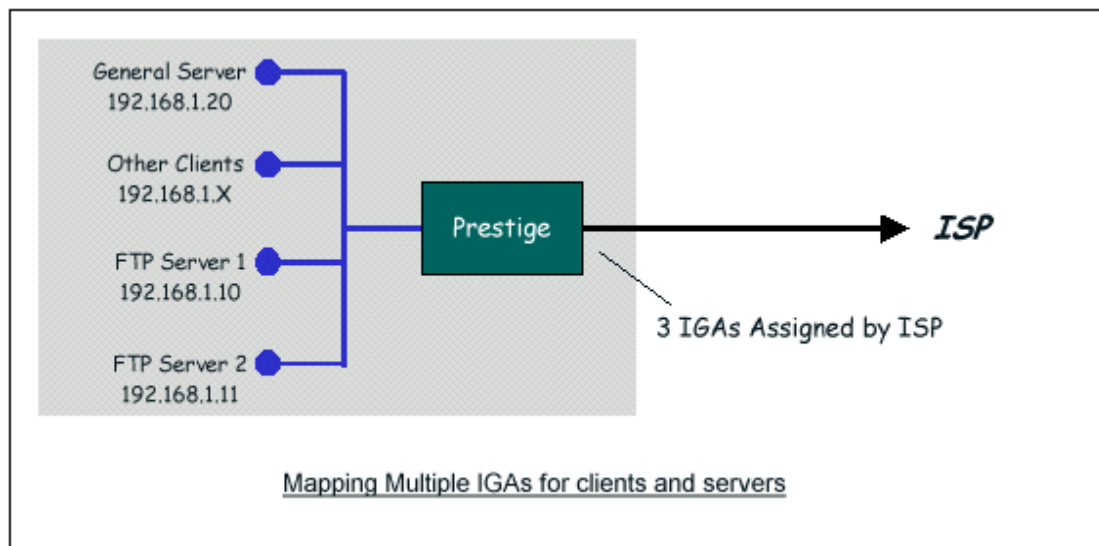 General Server
192.168.1.20
Other Clients
192.168.1.X
FTP Server 1
192.168.1.10
FTP Server 2
192.168.1.11
Prestige
ISP
3 IGAs Assigned by ISP
Mapping Multiple IGAs for clients and servers